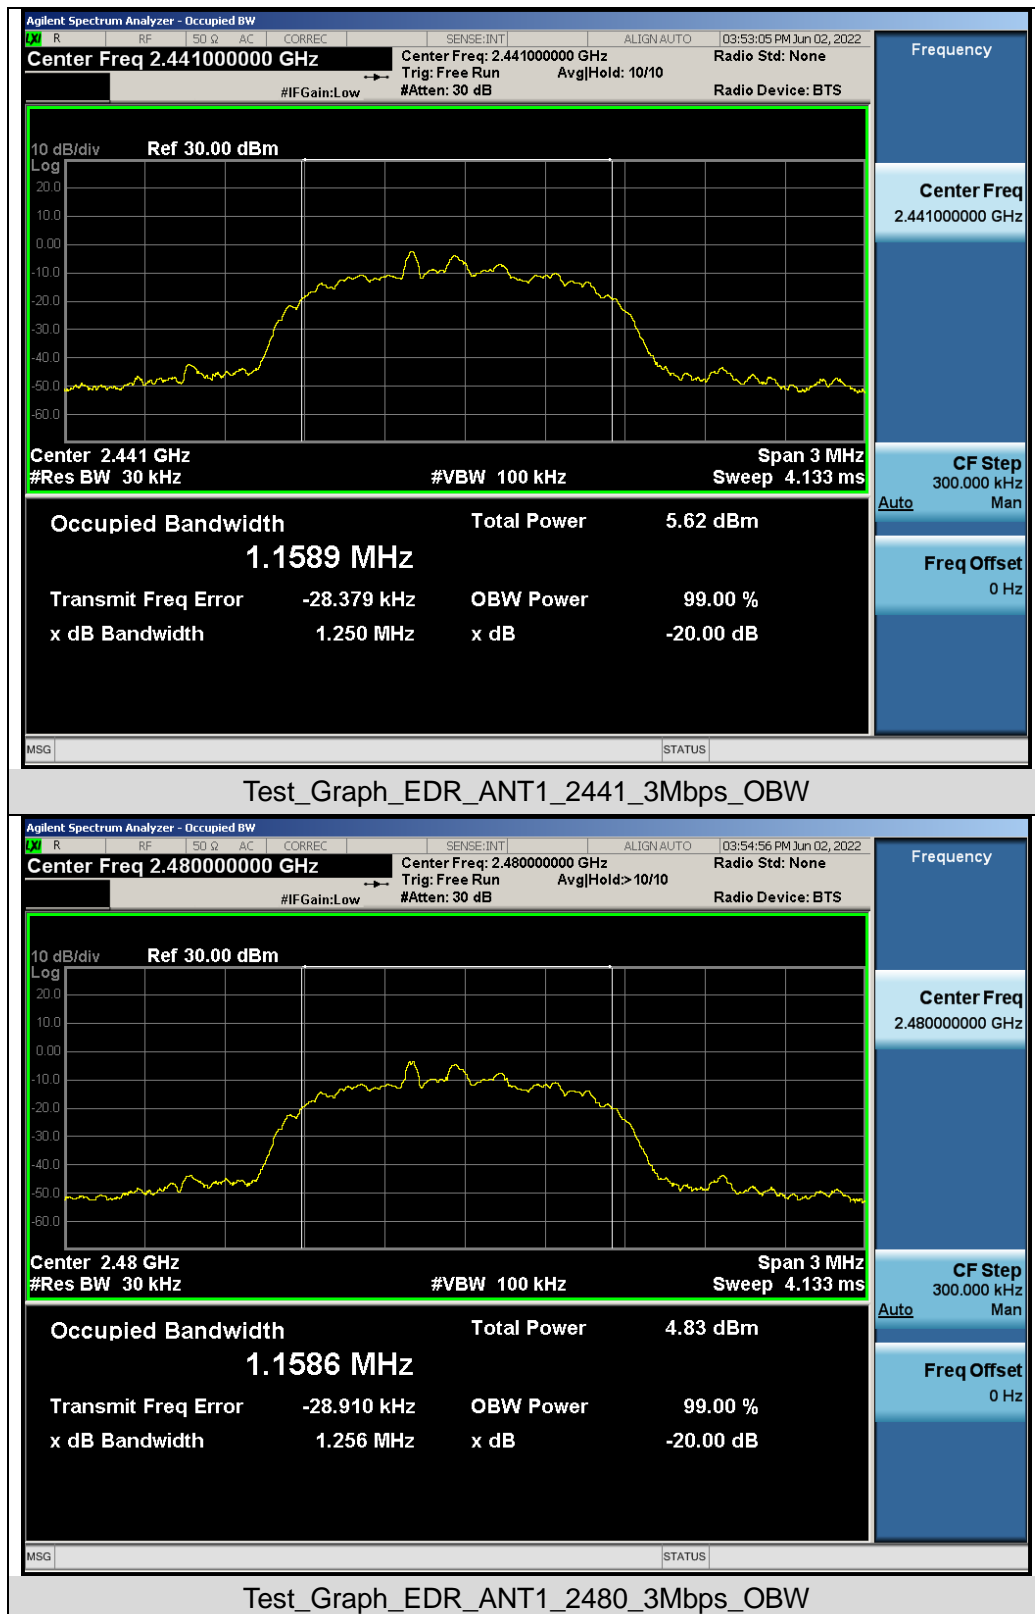 Agilent Spectrum Analyzer - Occupied BW
LXI R RF 50 Ω AC CORREC SENSE:INT ALIGN AUTO 03:53:05 PM Jun 02, 2022
Center Freq 2.441000000 GHz Center Freq: 2.441000000 GHz Radio Std: None Frequency
Trig: Free Run Avg|Hold: 10/10
#IFGain:Low #Atten: 30 dB Radio Device: BTS
10 dB/div Ref 30.00 dBm
Log
20.0
10.0
0.00
-10.0
-20.0
-30.0
-40.0
-50.0
-60.0
Center Freq
2.441000000 GHz
Center 2.441 GHz Span 3 MHz
#Res BW 30 kHz #VBW 100 kHz Sweep 4.133 ms
CF Step
300.000 kHz
Auto Man
Occupied Bandwidth Total Power 5.62 dBm
1.1589 MHz
Freq Offset
0 Hz
Transmit Freq Error -28.379 kHz OBW Power 99.00 %
x dB Bandwidth 1.250 MHz x dB -20.00 dB
MSG STATUS
Test_Graph_EDR_ANT1_2441_3Mbps_OBW
Agilent Spectrum Analyzer - Occupied BW
LXI R RF 50 Ω AC CORREC SENSE:INT ALIGN AUTO 03:54:56 PM Jun 02, 2022
Center Freq 2.480000000 GHz Center Freq: 2.480000000 GHz Radio Std: None Frequency
Trig: Free Run Avg|Hold:>10/10
#IFGain:Low #Atten: 30 dB Radio Device: BTS
10 dB/div Ref 30.00 dBm
Log
20.0
10.0
0.00
-10.0
-20.0
-30.0
-40.0
-50.0
-60.0
Center Freq
2.480000000 GHz
Center 2.48 GHz Span 3 MHz
#Res BW 30 kHz #VBW 100 kHz Sweep 4.133 ms
CF Step
300.000 kHz
Auto Man
Occupied Bandwidth Total Power 4.83 dBm
1.1586 MHz
Freq Offset
0 Hz
Transmit Freq Error -28.910 kHz OBW Power 99.00 %
x dB Bandwidth 1.256 MHz x dB -20.00 dB
MSG STATUS
Test_Graph_EDR_ANT1_2480_3Mbps_OBW